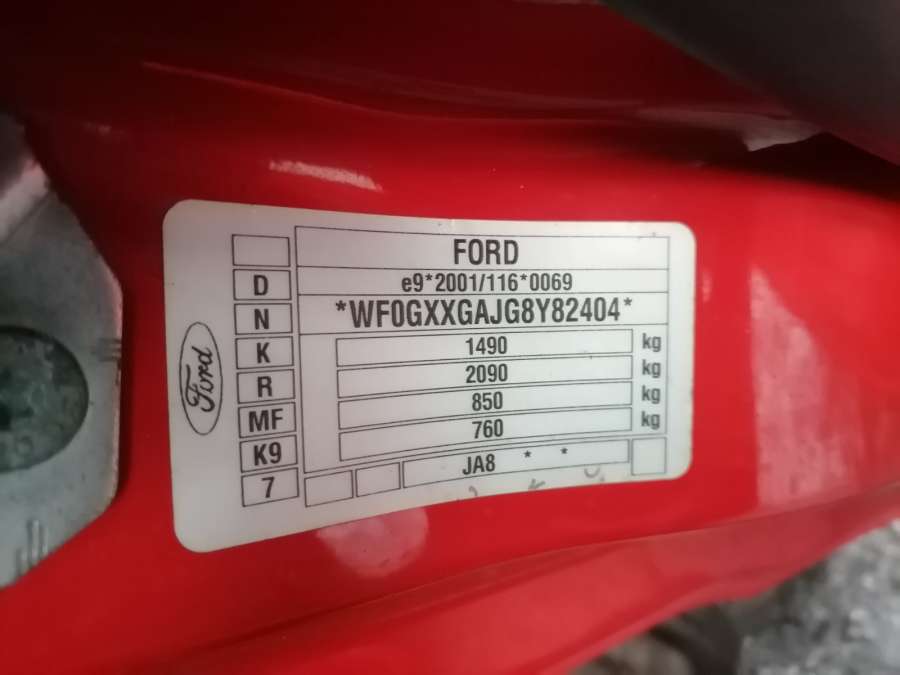 FORD
D e9*2001/116*0069
N *WF0GXXGAJG8Y82404*
K 1490 kg
R 2090 kg
MF 850 kg
K9 760 kg
7 JA8 * *
Ford